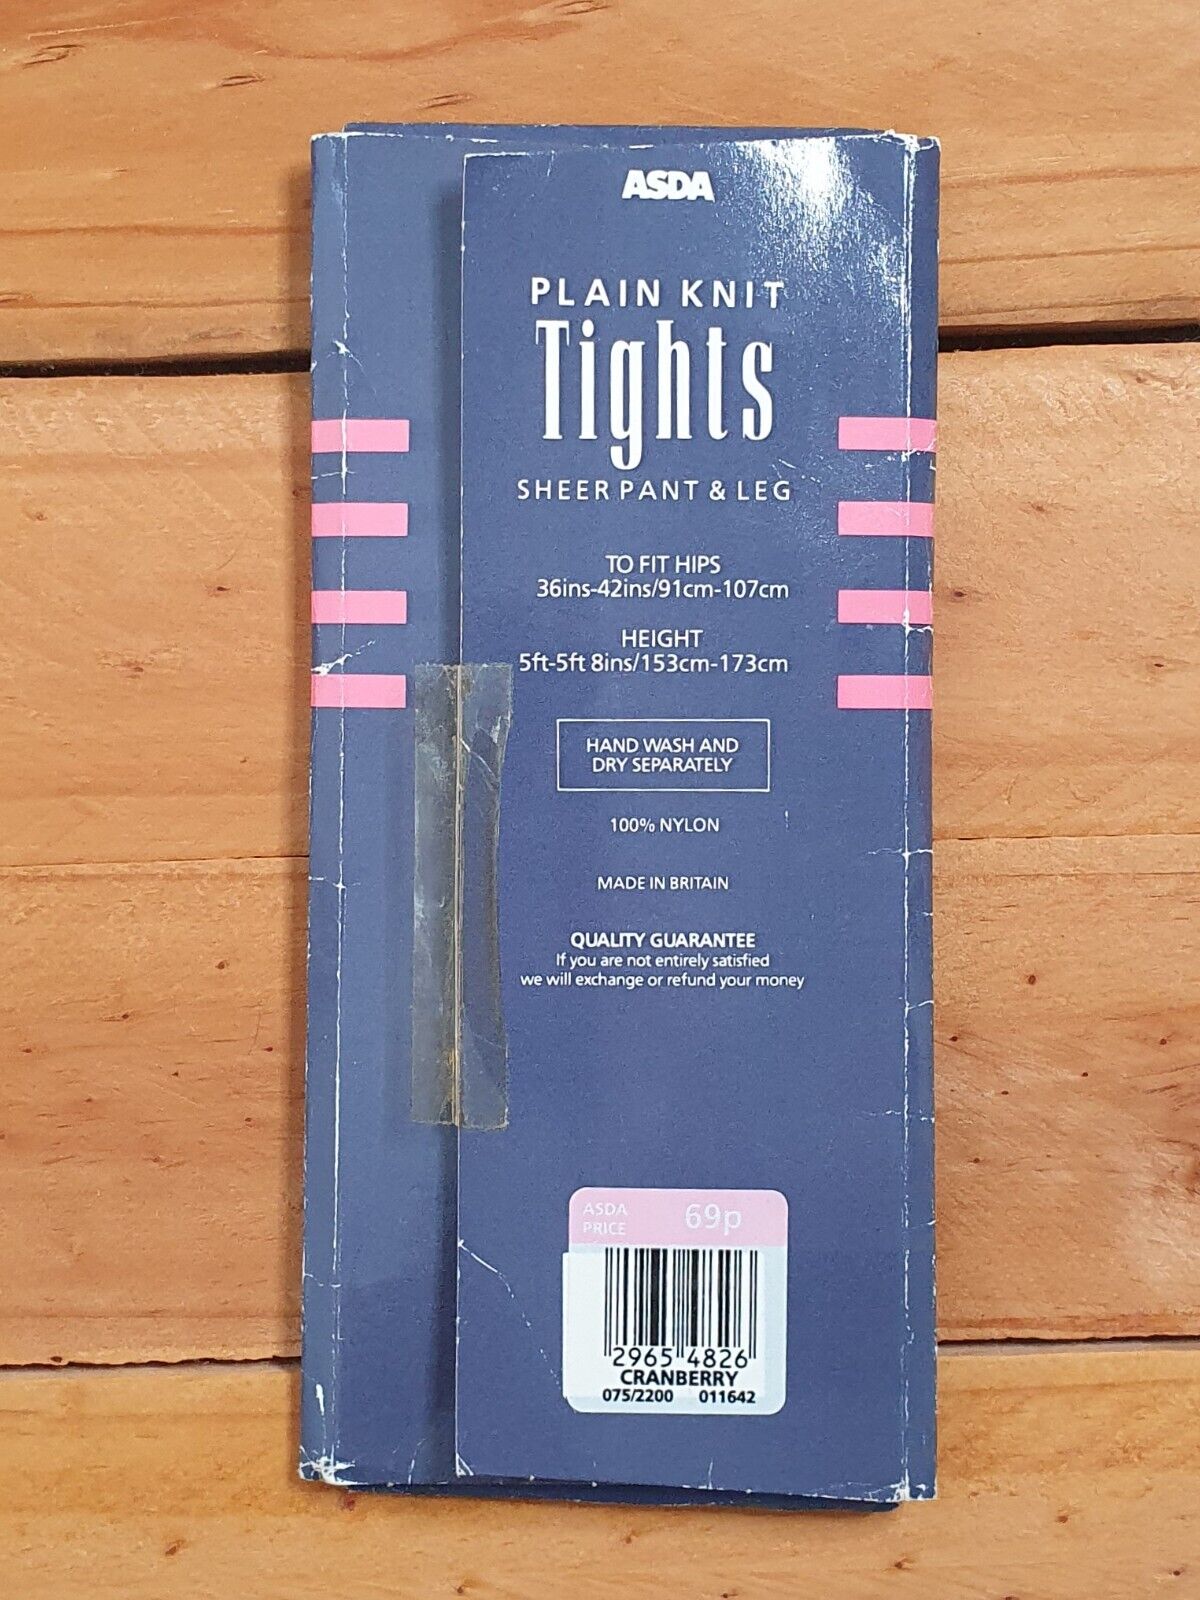 ASDA
PLAIN KNIT
Tights
SHEER PANT & LEG
TO FIT HIPS
36ins-42ins/91cm-107cm
HEIGHT
5ft-5ft 8ins/153cm-173cm
HAND WASH AND
DRY SEPARATELY
100% NYLON
MADE IN BRITAIN
QUALITY GUARANTEE
If you are not entirely satisfied
we will exchange or refund your money
ASDA
PRICE 69p
2965 4826
CRANBERRY
075/2200 011642